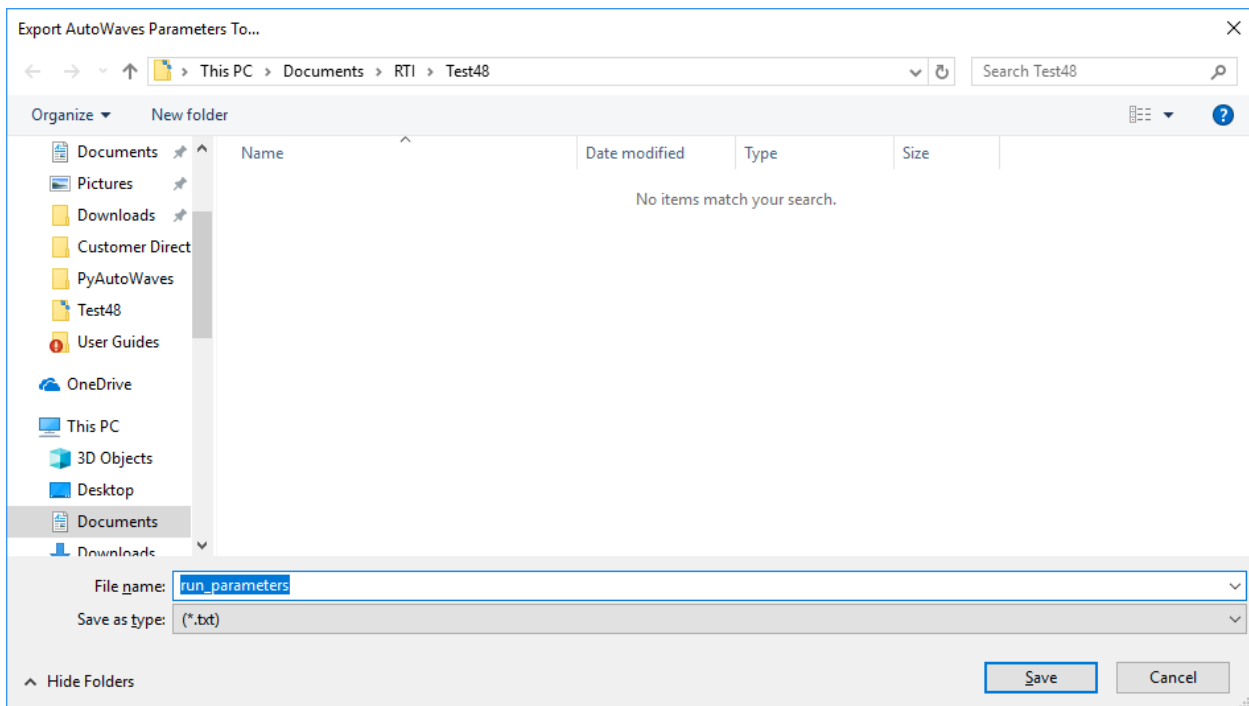 Export AutoWaves Parameters To...
This PC > Documents > RTI > Test48
Search Test48
Organize
New folder
?
Name
Date modified
Type
Size
No items match your search.
Documents
Pictures
Downloads
Customer Direct
PyAutoWaves
Test48
User Guides
OneDrive
This PC
3D Objects
Desktop
Documents
Downloads
File name: run_parameters
Save as type: (*.txt)
Hide Folders
Save
Cancel